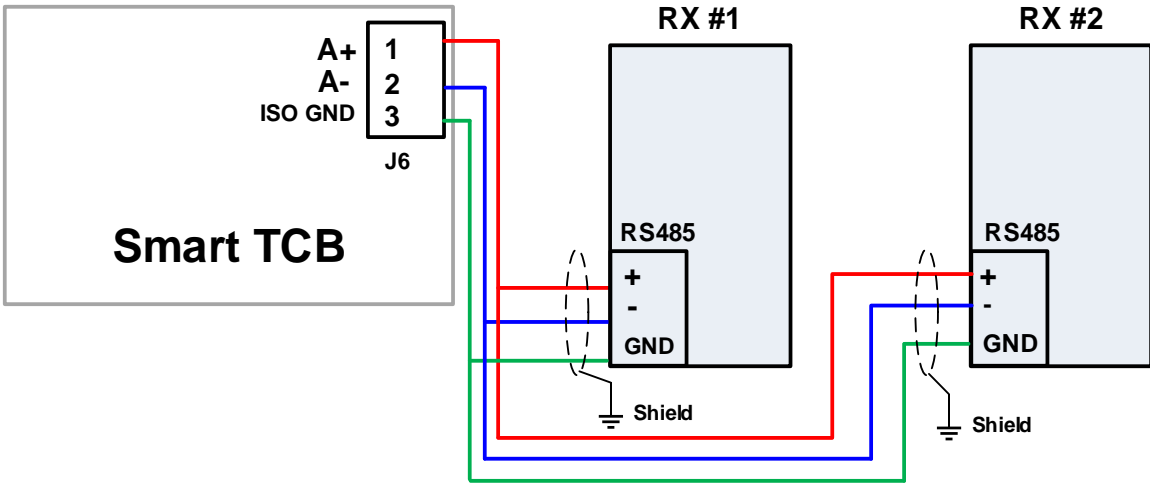 RX #1
RX #2
A+ 1
A- 2
ISO GND 3
J6
Smart TCB
RS485
+
-
GND
Shield
RS485
+
-
GND
Shield